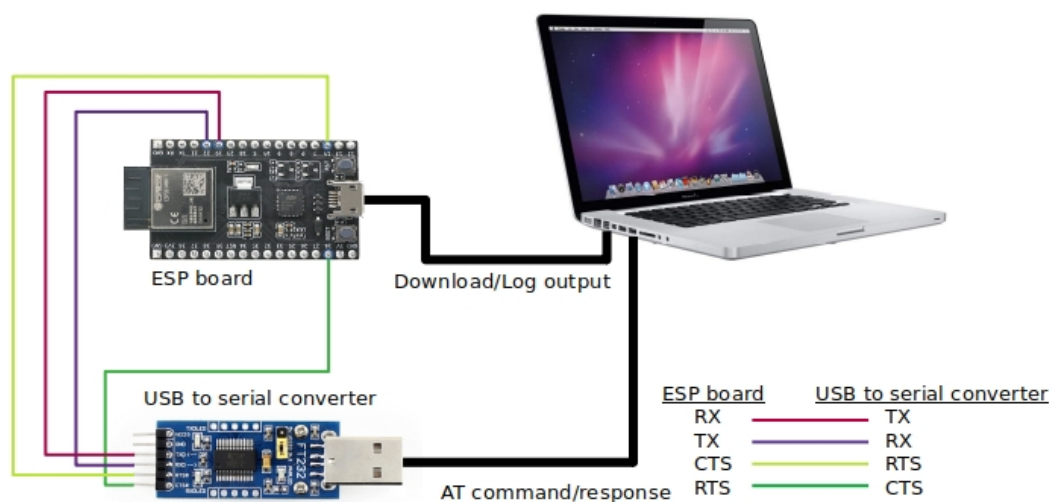 ESP board
Download/Log output
USB to serial converter
FT232
AT command/response
ESP board USB to serial converter
RX TX
TX RX
CTS RTS
RTS CTS